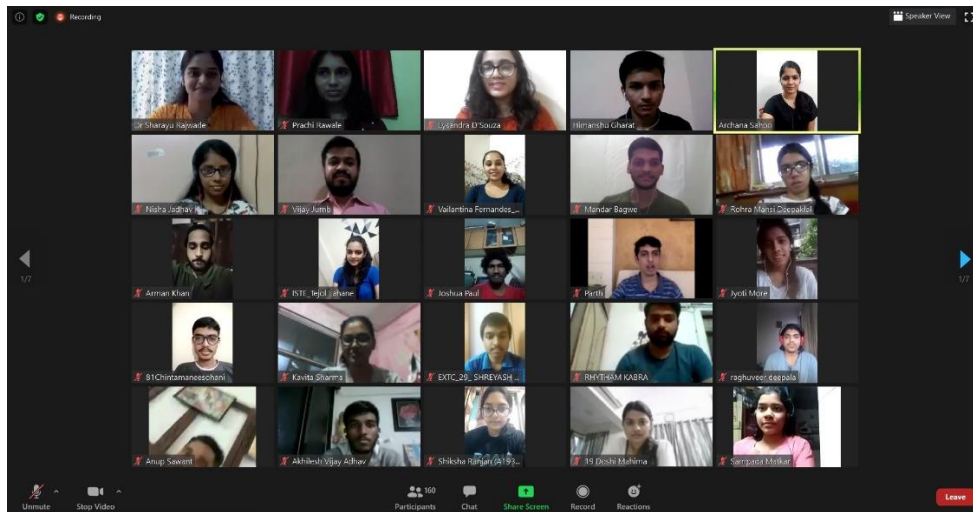 Recording
Speaker View
Dr Sharayu Rajwade
Prachi Rawale
Lysandra D'Souza
Himanshu Gharat
Archana Sahoo
Nisha Jadhav
Vijay Jumb
Vailantina Fernandes_...
Mandar Bagwe
Rohra Mansi Deepaklal
Arman Khan
ISTE_Tejol
Joshua Paul
Parth
Jyoti More
1/7
1/7
81Chintamaneesohani
Kavita Sharma
EXTC_29_ SHREYASH ...
RHYTHAM KABRA
raghuveer deepala
Anup Sawant
Akhilesh Vijay Adhav
Shiksha Ranjan (A193...
19 Doshi Mahima
Sampada Malkar
Unmute
Stop Video
Participants
160
Chat
Share Screen
Record
Reactions
Leave